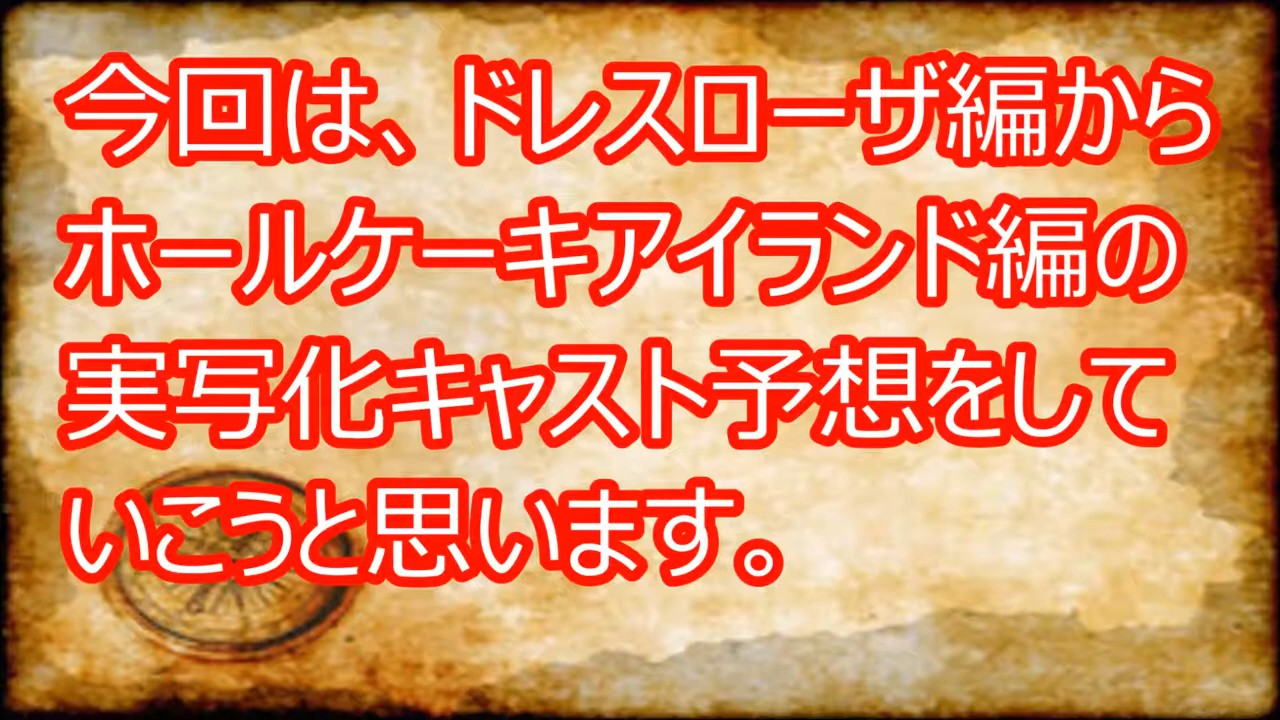 今回は、ドレスローザ編から
ホールケーキアイランド編の
実写化キャスト予想をして
いこうと思います。